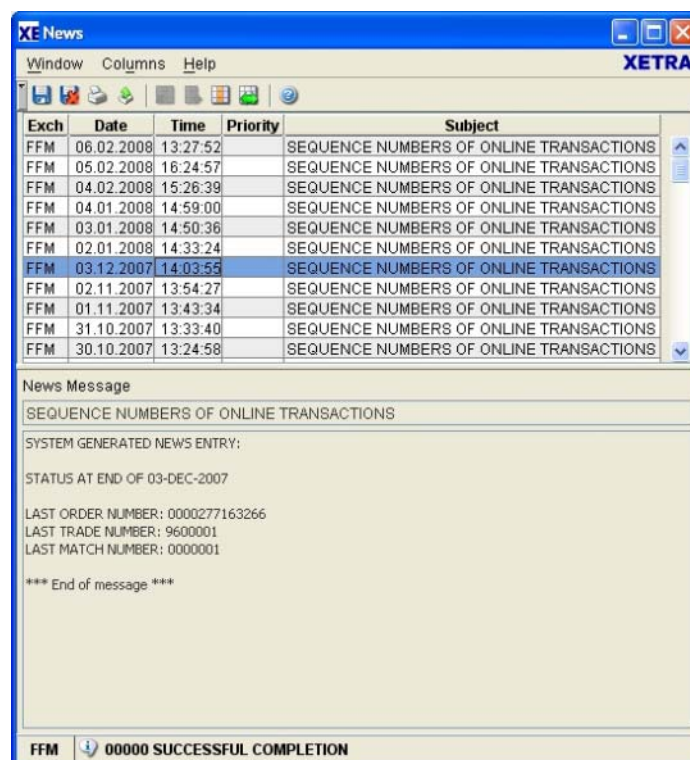 XE News
Window Columns Help XETRA
Exch Date Time Priority Subject
FFM 06.02.2008 13:27:52 SEQUENCE NUMBERS OF ONLINE TRANSACTIONS
FFM 05.02.2008 16:24:57 SEQUENCE NUMBERS OF ONLINE TRANSACTIONS
FFM 04.02.2008 15:26:39 SEQUENCE NUMBERS OF ONLINE TRANSACTIONS
FFM 04.01.2008 14:59:00 SEQUENCE NUMBERS OF ONLINE TRANSACTIONS
FFM 03.01.2008 14:50:36 SEQUENCE NUMBERS OF ONLINE TRANSACTIONS
FFM 02.01.2008 14:33:24 SEQUENCE NUMBERS OF ONLINE TRANSACTIONS
FFM 03.12.2007 14:03:55 SEQUENCE NUMBERS OF ONLINE TRANSACTIONS
FFM 02.11.2007 13:54:27 SEQUENCE NUMBERS OF ONLINE TRANSACTIONS
FFM 01.11.2007 13:43:34 SEQUENCE NUMBERS OF ONLINE TRANSACTIONS
FFM 31.10.2007 13:33:40 SEQUENCE NUMBERS OF ONLINE TRANSACTIONS
FFM 30.10.2007 13:24:58 SEQUENCE NUMBERS OF ONLINE TRANSACTIONS
News Message
SEQUENCE NUMBERS OF ONLINE TRANSACTIONS
SYSTEM GENERATED NEWS ENTRY:
STATUS AT END OF 03-DEC-2007
LAST ORDER NUMBER: 0000277163266
LAST TRADE NUMBER: 9600001
LAST MATCH NUMBER: 0000001
*** End of message ***
FFM 00000 SUCCESSFUL COMPLETION